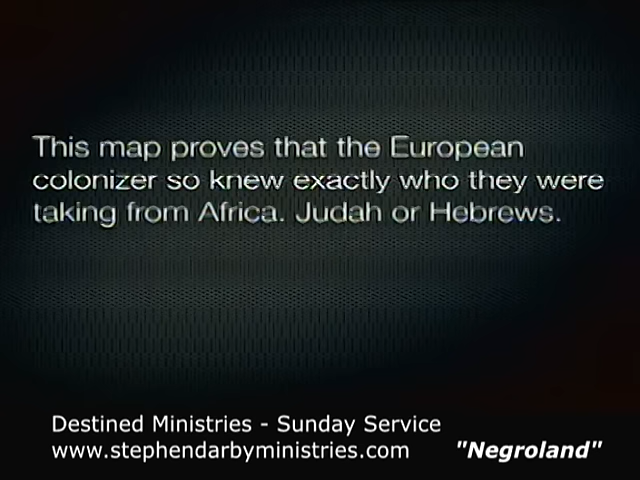 This map proves that the European
colonizer so knew exactly who they were
taking from Africa. Judah or Hebrews.
Destined Ministries - Sunday Service
www.stephendarbyministries.com "Negroland"